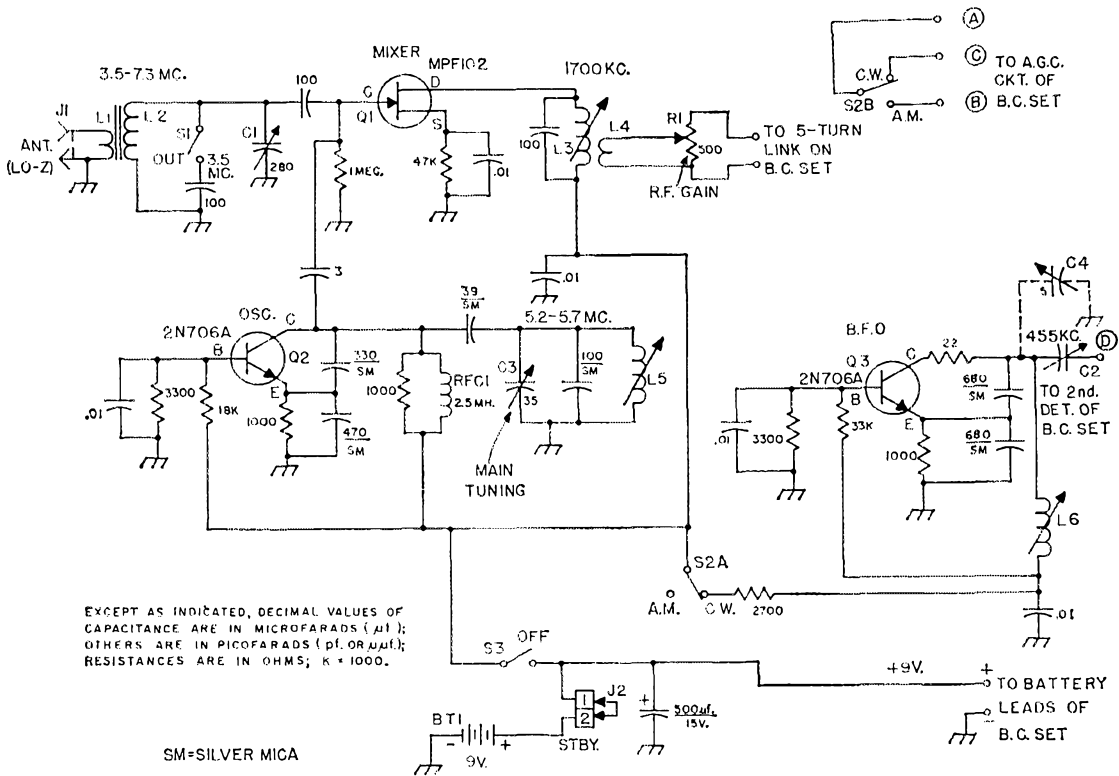 3.5-7.3 MC.
J1
ANT.
(LO-Z)
L1
L2
S1
OUT
3.5
MC.
100
C1
280
100
MIXER
MPF102
G
D
S
Q1
1 MEG.
47K
.01
1700KC.
100
L3
L4
R1
500
R.F. GAIN
TO 5-TURN
LINK ON
B.C. SET
A
C
B
C.W.
S2B
A.M.
TO A.G.C.
CKT. OF
B.C. SET
3
.01
OSC.
2N706A
C
B
Q2
E
.01
3300
18K
1000
330
SM
470
SM
1000
RFC1
2.5MH.
39
SM
5.2-5.7 MC.
C3
35
100
SM
L5
MAIN
TUNING
B.F.O
Q3
2N706A
C
B
E
.01
3300
33K
1000
22
680
SM
680
SM
C4
5
455KC.
D
C2
TO 2nd.
DET. OF
B.C. SET
L6
.01
S2A
A.M.
C.W.
2700
EXCEPT AS INDICATED, DECIMAL VALUES OF
CAPACITANCE ARE IN MICROFARADS (µf);
OTHERS ARE IN PICOFARADS (pf. OR µµf.);
RESISTANCES ARE IN OHMS; K = 1000.
S3
OFF
J2
1
2
STBY.
BT1
-
+
9V.
+
500µf.
15V.
+9V.
+
TO BATTERY
LEADS OF
-
B.C. SET
SM=SILVER MICA